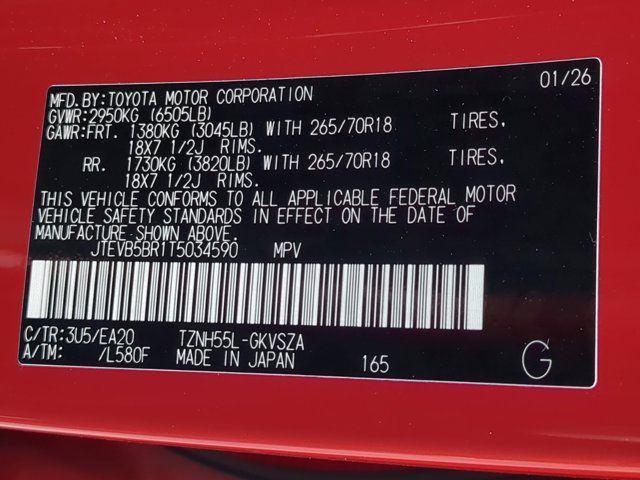 01/26
MFD.BY:TOYOTA MOTOR CORPORATION
GVWR:2950KG (6505LB)
GAWR:FRT. 1380KG (3045LB) WITH 265/70R18 TIRES.
18X7 1/2J RIMS.
RR. 1730KG (3820LB) WITH 265/70R18 TIRES.
18X7 1/2J RIMS.
THIS VEHICLE CONFORMS TO ALL APPLICABLE FEDERAL MOTOR
VEHICLE SAFETY STANDARDS IN EFFECT ON THE DATE OF
MANUFACTURE SHOWN ABOVE.
JTEVB5BR1T5034590 MPV
C/TR:3U5/EA20 TZNH55L-GKVSZA
A/TM: /L580F MADE IN JAPAN 165 G